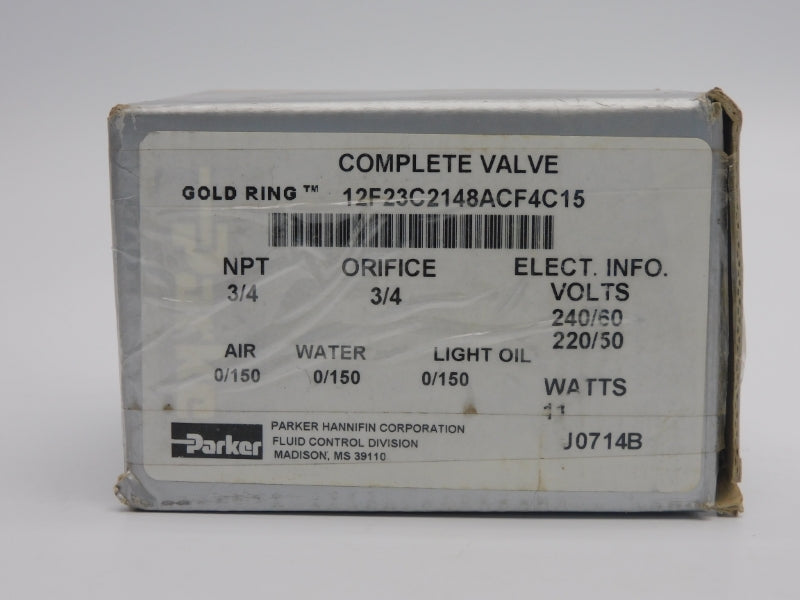 COMPLETE VALVE
GOLD RING™ 12F23C2148ACF4C15
NPT ORIFICE ELECT. INFO.
3/4 3/4 VOLTS
240/60
220/50
AIR WATER LIGHT OIL
0/150 0/150 0/150
WATTS
11
Parker
PARKER HANNIFIN CORPORATION
FLUID CONTROL DIVISION
MADISON, MS 39110
J0714B